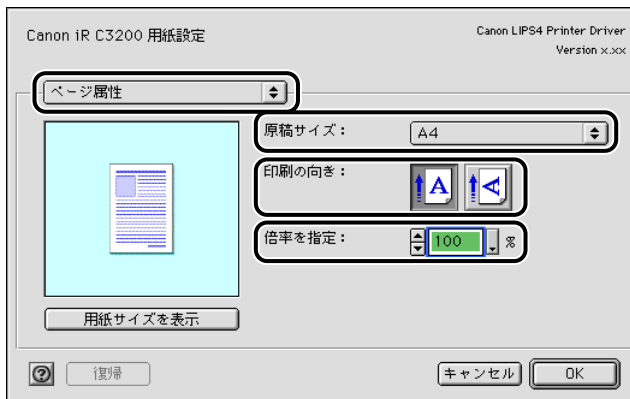 Canon iR C3200 用紙設定
Canon LIPS4 Printer Driver
Version x.xx
ページ属性
原稿サイズ：
A4
印刷の向き：
A
A
倍率を指定：
100
%
用紙サイズを表示
?
復帰
キャンセル
OK